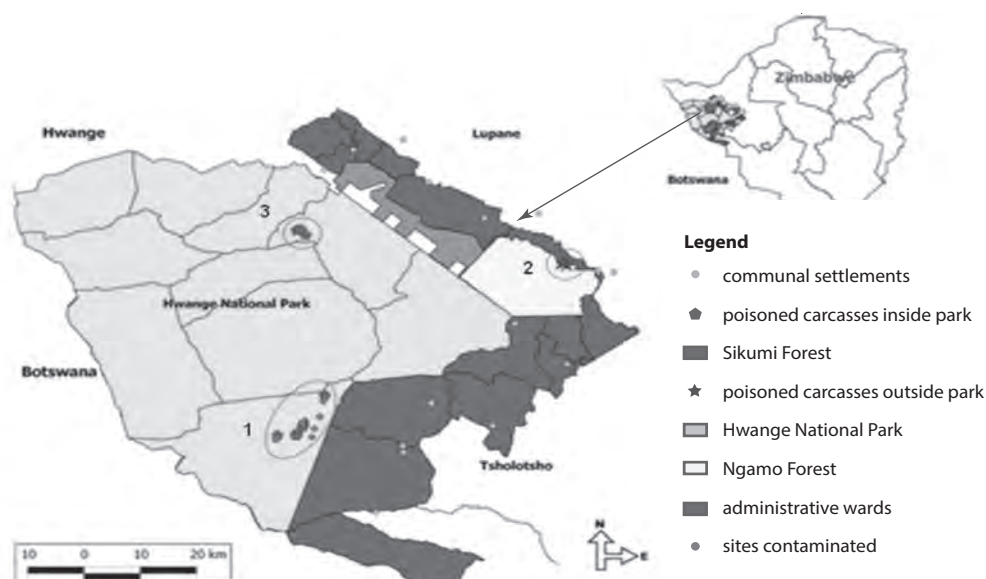 Zimbabwe
Hwange
Lupane
Botswana
3
2
Hwange National Park
Botswana
1
Tsholotsho
N
E
10 0 10 20 km
Legend
communal settlements
poisoned carcasses inside park
Sikumi Forest
poisoned carcasses outside park
Hwange National Park
Ngamo Forest
administrative wards
sites contaminated